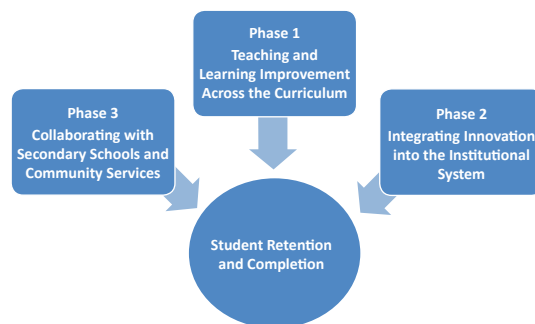 Phase 1
Teaching and
Learning Improvement
Across the Curriculum
Phase 3
Collaborating with
Secondary Schools and
Community Services
Phase 2
Integrating Innovation
into the Institutional
System
Student Retention
and Completion